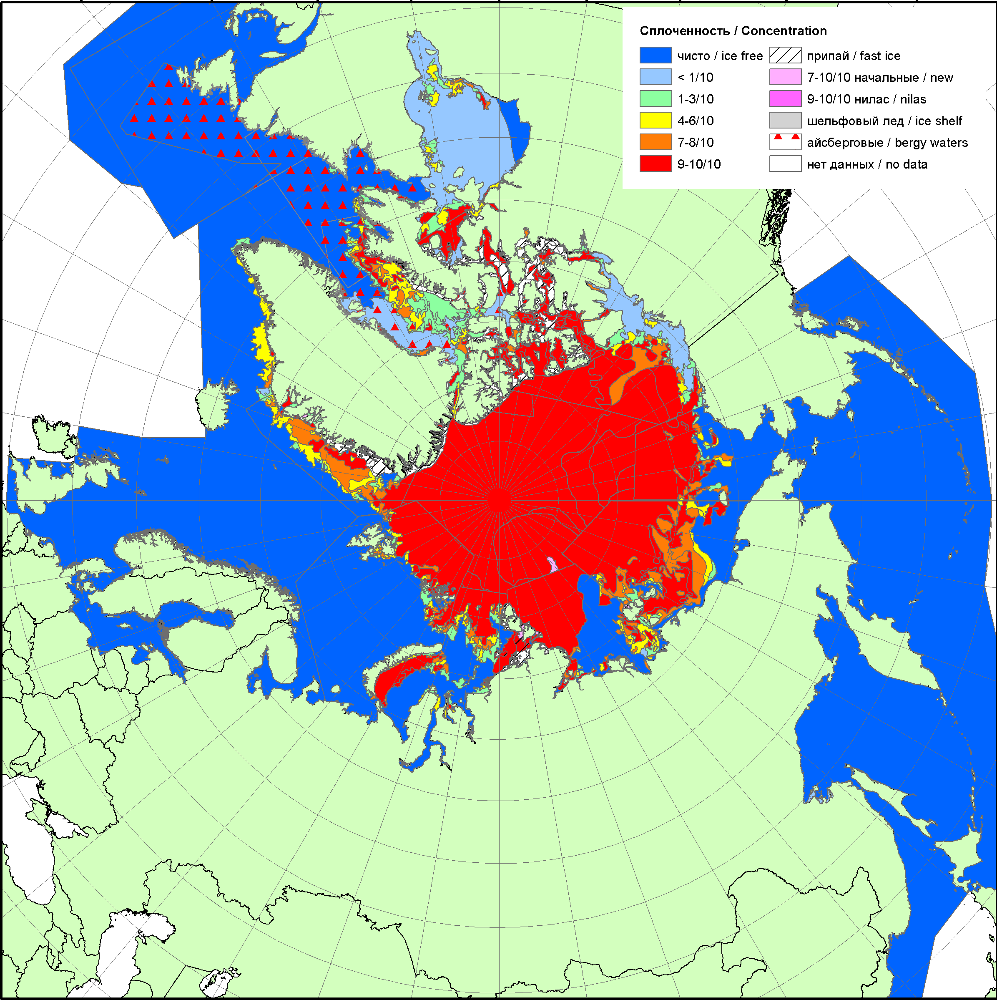 Сплоченность / Concentration
чисто / ice free
< 1/10
1-3/10
4-6/10
7-8/10
9-10/10
припай / fast ice
7-10/10 начальные / new
9-10/10 нилас / nilas
шельфовый лед / ice shelf
айсберговые / bergy waters
нет данных / no data